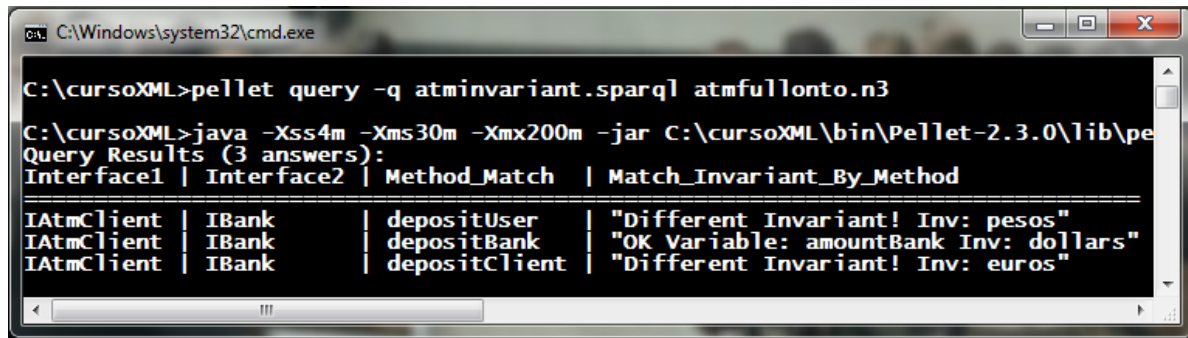 C:\Windows\system32\cmd.exe
C:\cursoXML>pellet query -q atminvariant.sparql atmfullonto.n3
C:\cursoXML>java -Xss4m -Xms30m -Xmx200m -jar C:\cursoXML\bin\Pellet-2.3.0\lib\pe
Query Results (3 answers):
Interface1 | Interface2 | Method_Match | Match_Invariant_By_Method
================================================================================
IAtmClient | IBank | depositUser | "Different Invariant! Inv: pesos"
IAtmClient | IBank | depositBank | "OK Variable: amountBank Inv: dollars"
IAtmClient | IBank | depositClient | "Different Invariant! Inv: euros"